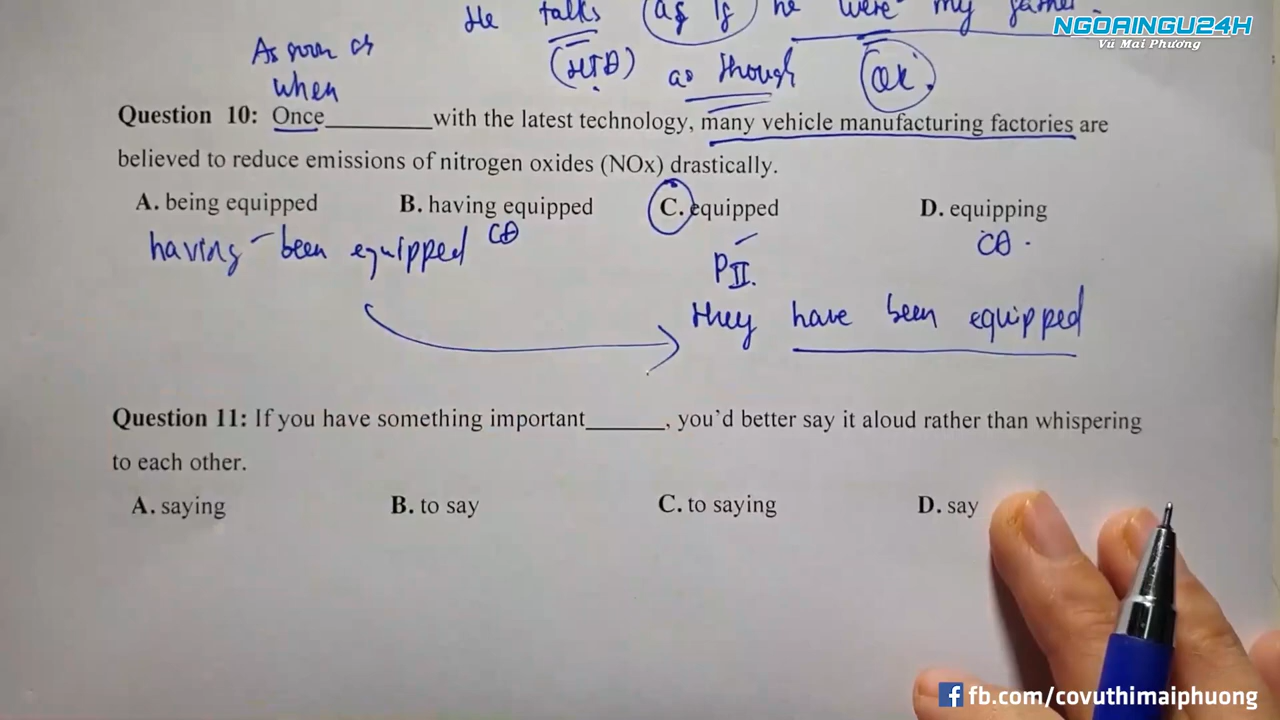 He talks as if he were my father.
NGOAINGU24H
Vũ Mai Phương
As soon as
(HTĐ) as though QK.
when
Question 10: Once________with the latest technology, many vehicle manufacturing factories are
believed to reduce emissions of nitrogen oxides (NOx) drastically.
A. being equipped B. having equipped C. equipped D. equipping
having been equipped CĐ CĐ
PII.
they have been equipped
Question 11: If you have something important______, you’d better say it aloud rather than whispering
to each other.
A. saying B. to say C. to saying D. say
fb.com/covuthimaiphuong